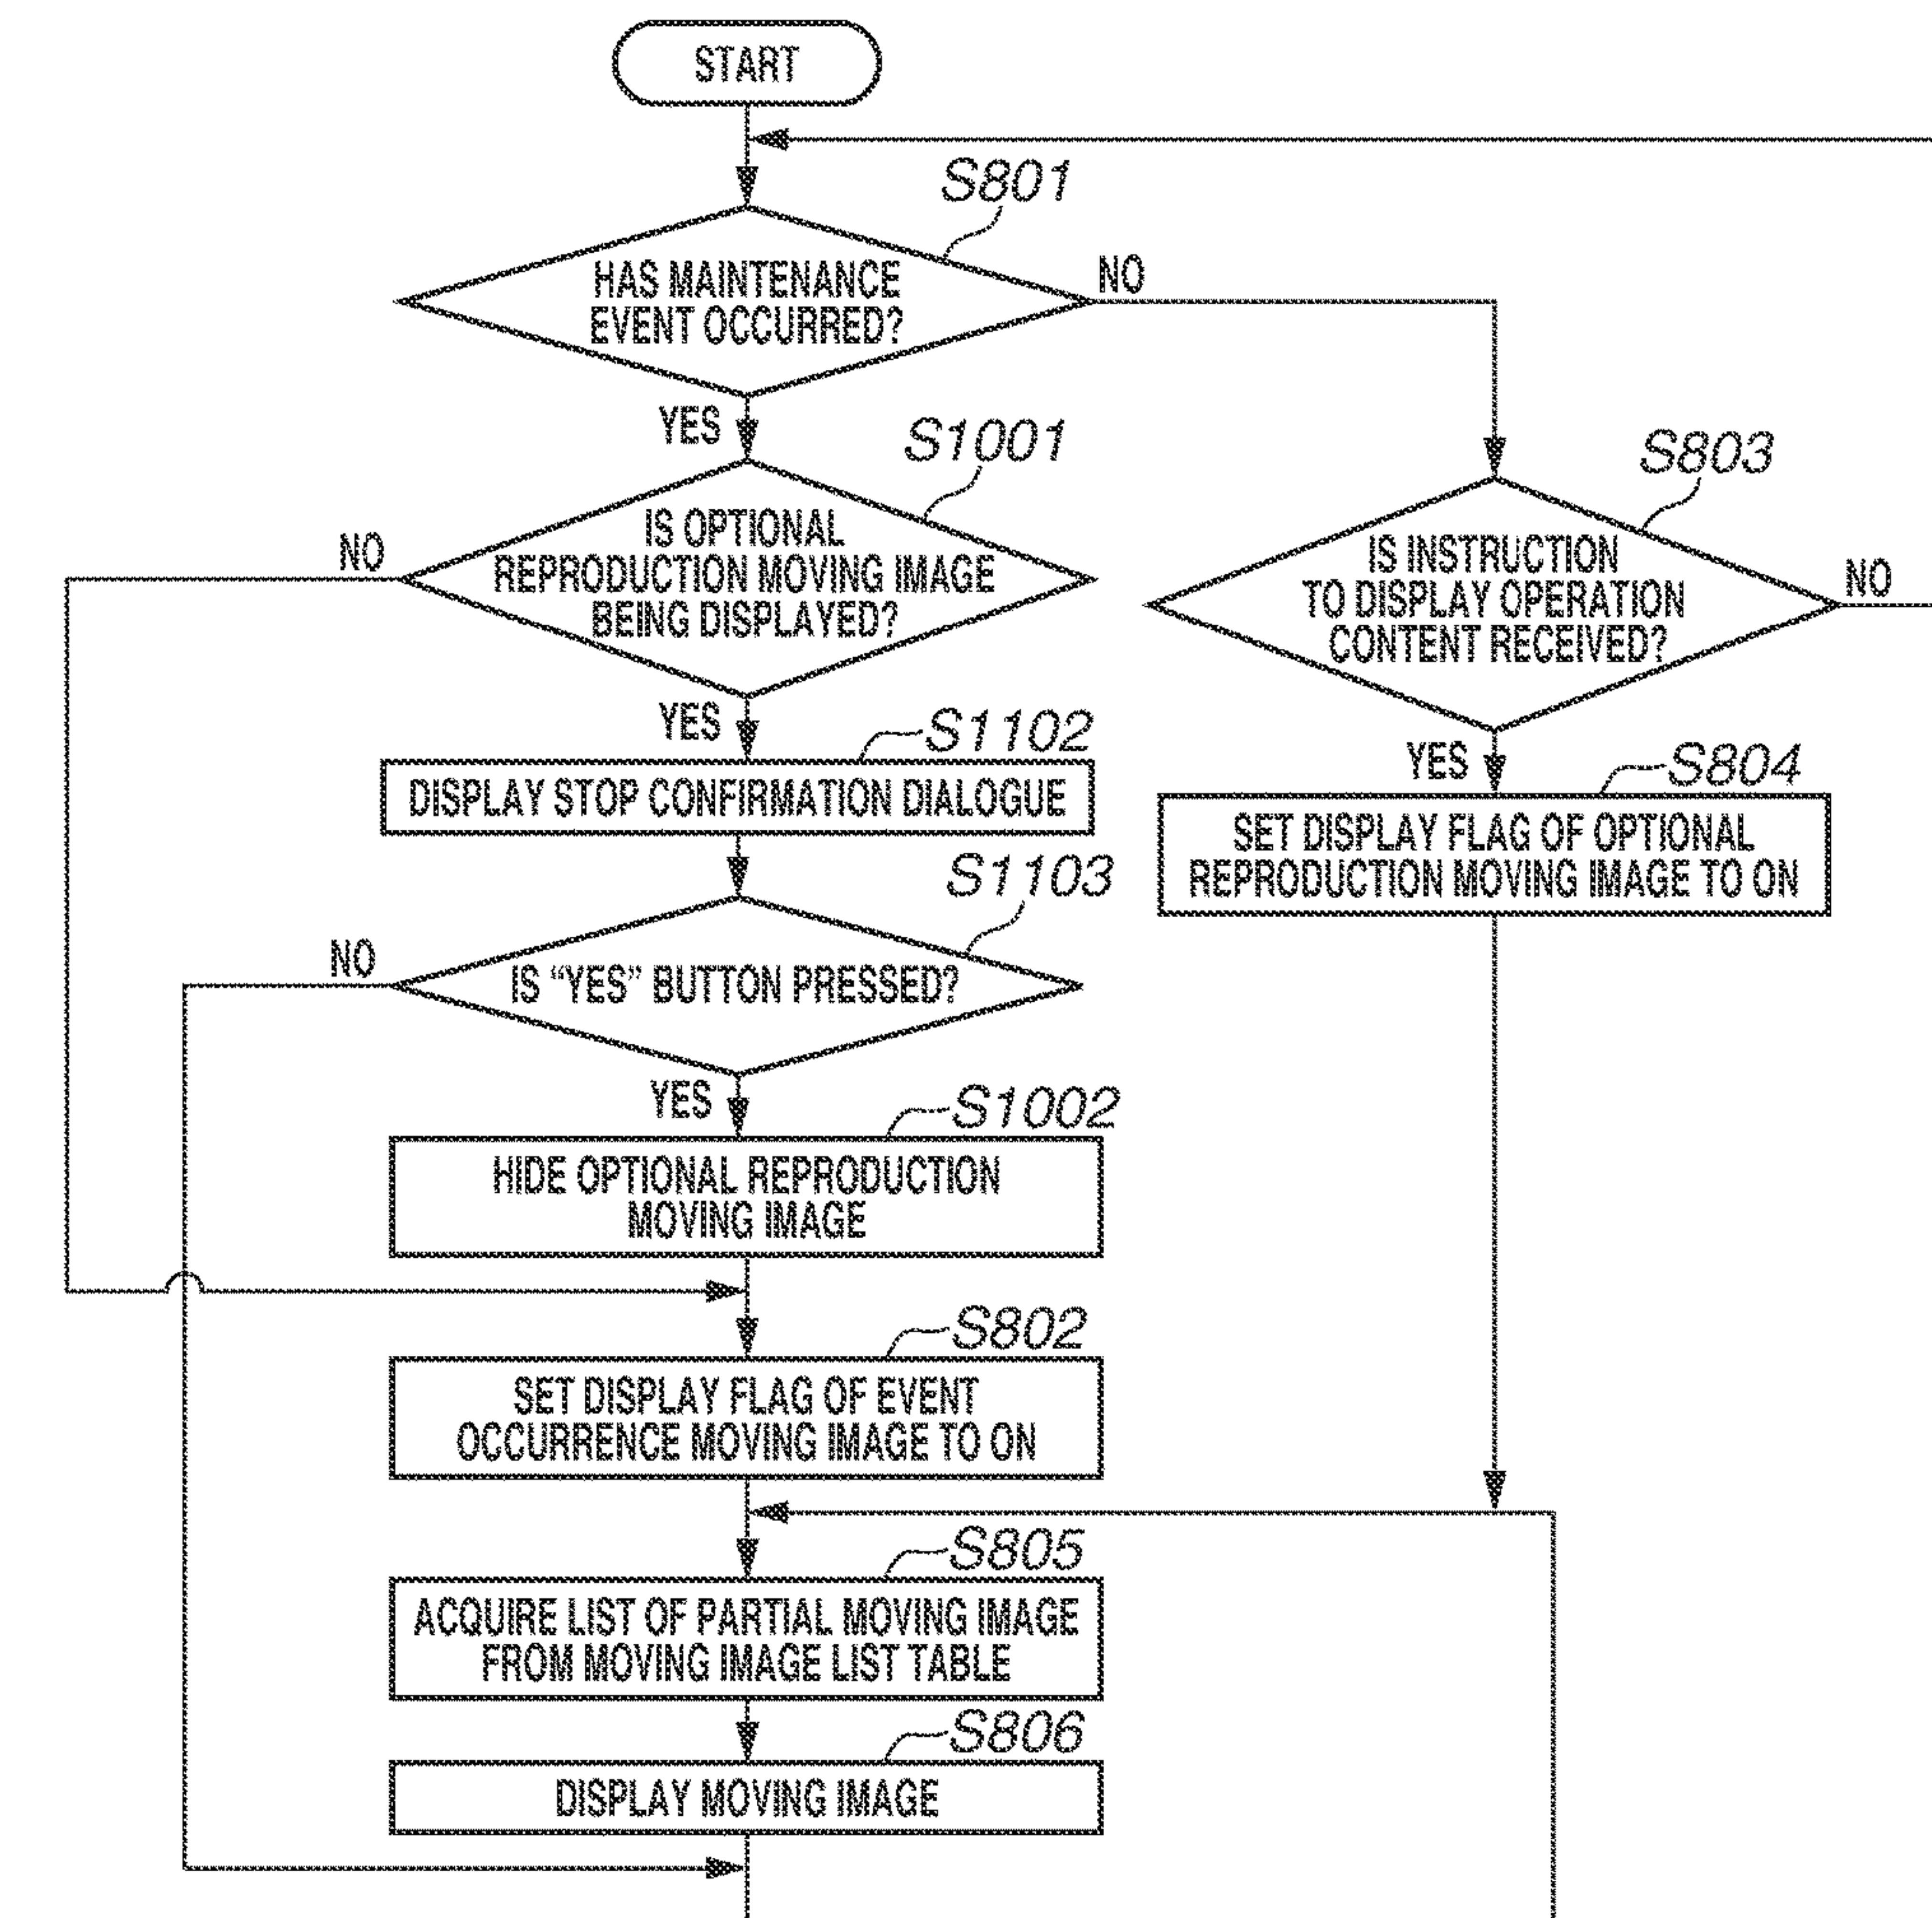 START
S801
HAS MAINTENANCE
EVENT OCCURRED?
NO
YES
S1001
IS OPTIONAL
REPRODUCTION MOVING IMAGE
BEING DISPLAYED?
NO
S803
IS INSTRUCTION
TO DISPLAY OPERATION
CONTENT RECEIVED?
NO
YES
S1102
DISPLAY STOP CONFIRMATION DIALOGUE
YES
S804
SET DISPLAY FLAG OF OPTIONAL
REPRODUCTION MOVING IMAGE TO ON
S1103
IS “YES” BUTTON PRESSED?
NO
YES
S1002
HIDE OPTIONAL REPRODUCTION
MOVING IMAGE
S802
SET DISPLAY FLAG OF EVENT
OCCURRENCE MOVING IMAGE TO ON
S805
ACQUIRE LIST OF PARTIAL MOVING IMAGE
FROM MOVING IMAGE LIST TABLE
S806
DISPLAY MOVING IMAGE